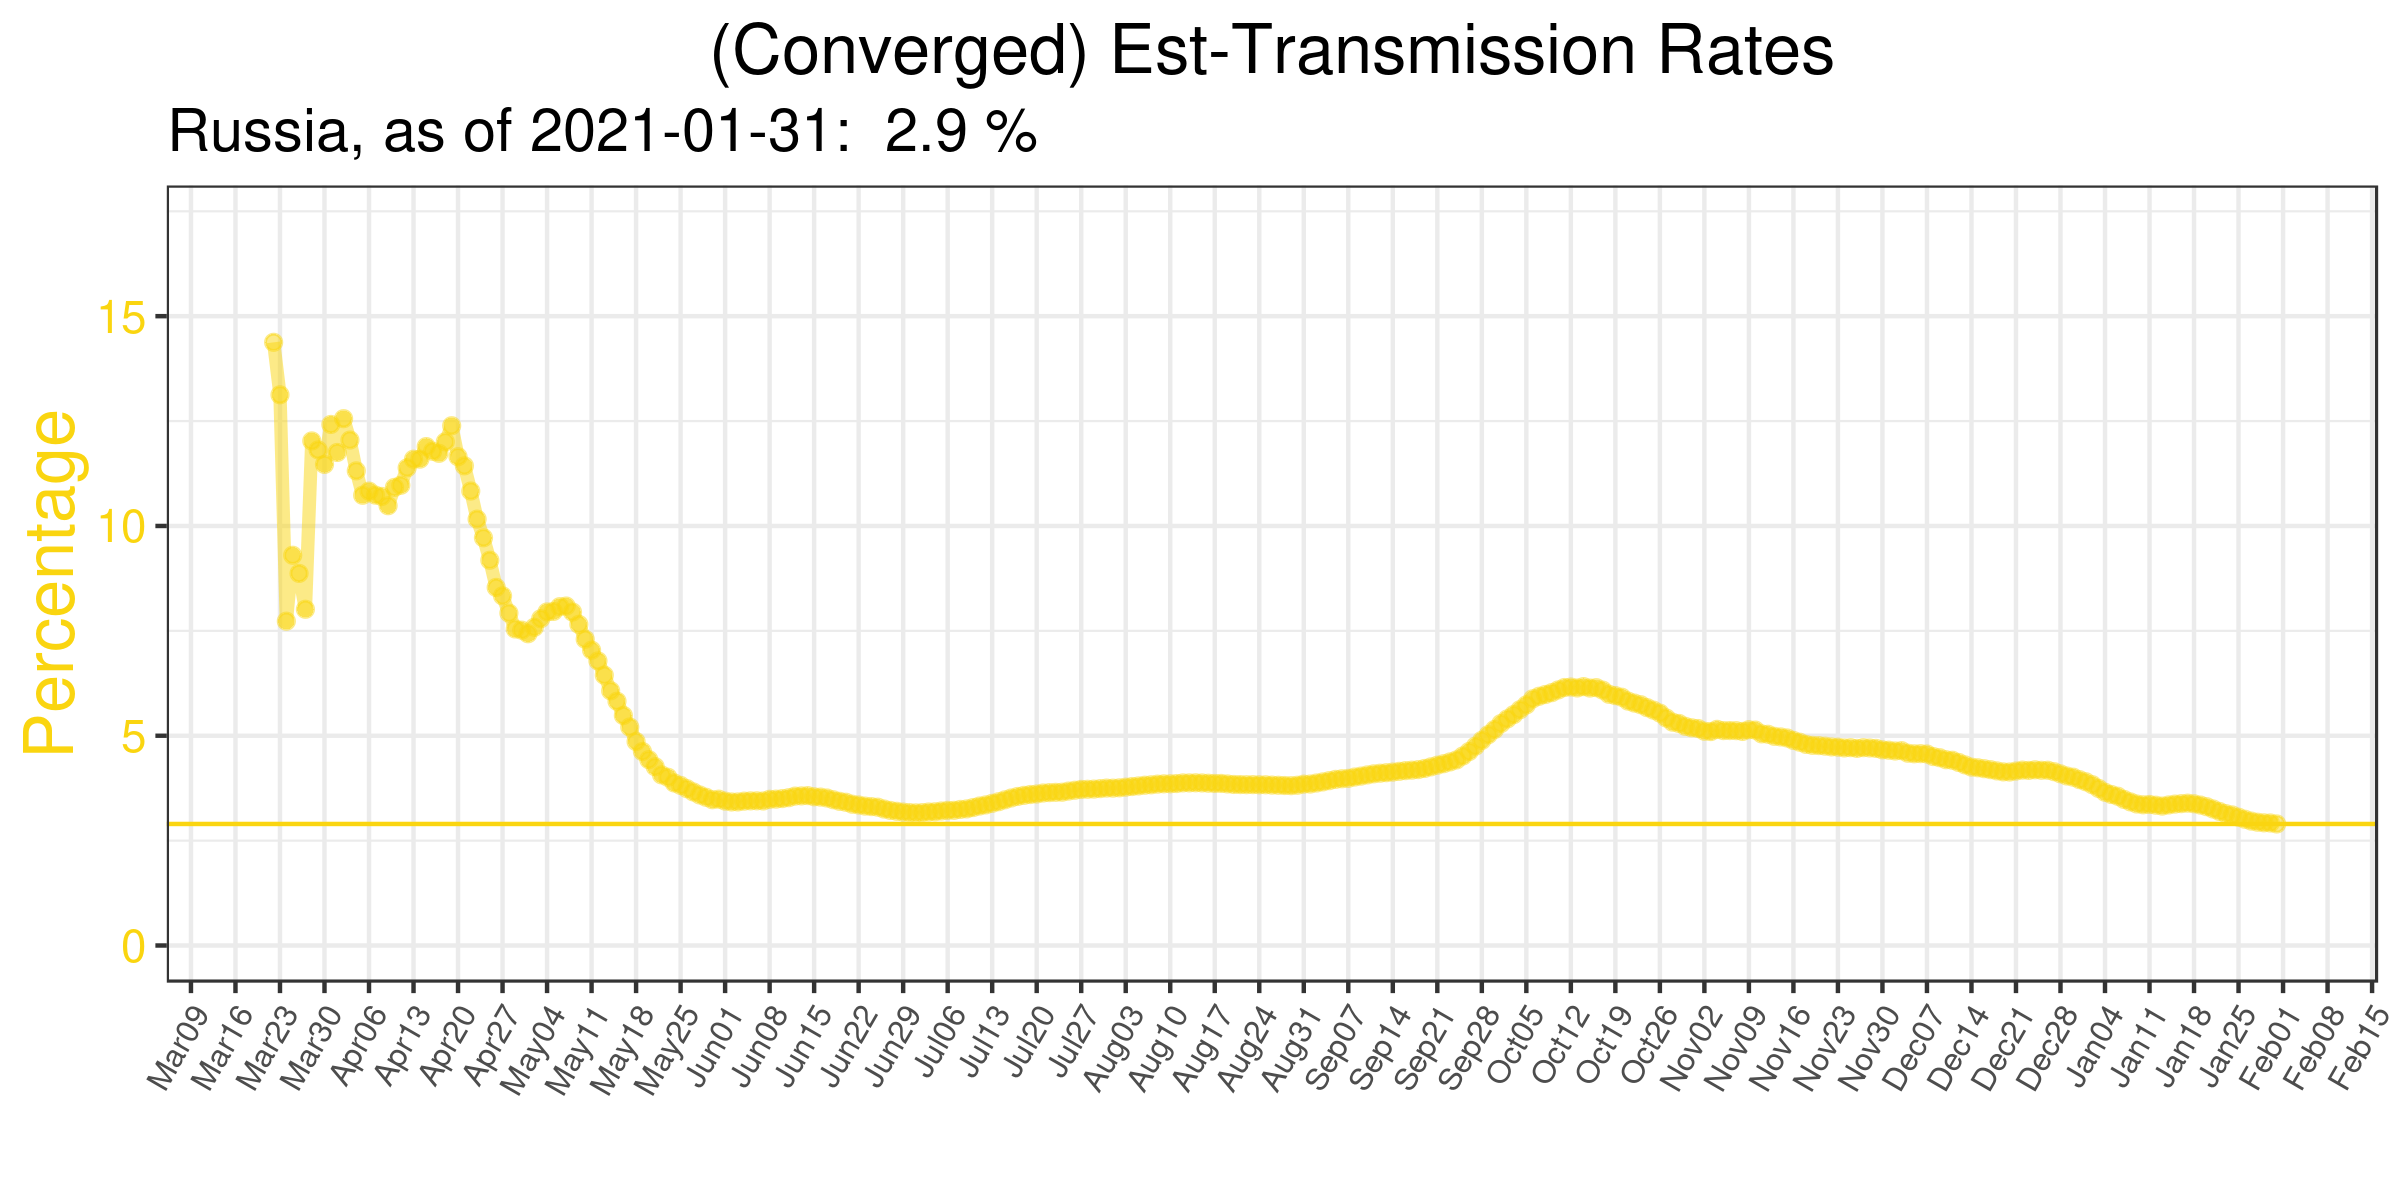 (Converged) Est-Transmission Rates
Russia, as of 2021-01-31:  2.9 %
Percentage
15
10
5
0
Mar09 Mar16 Mar23 Mar30 Apr06 Apr13 Apr20 Apr27 May04 May11 May18 May25 Jun01 Jun08 Jun15 Jun22 Jun29 Jul06 Jul13 Jul20 Jul27 Aug03 Aug10 Aug17 Aug24 Aug31 Sep07 Sep14 Sep21 Sep28 Oct05 Oct12 Oct19 Oct26 Nov02 Nov09 Nov16 Nov23 Nov30 Dec07 Dec14 Dec21 Dec28 Jan04 Jan11 Jan18 Jan25 Feb01 Feb08 Feb15